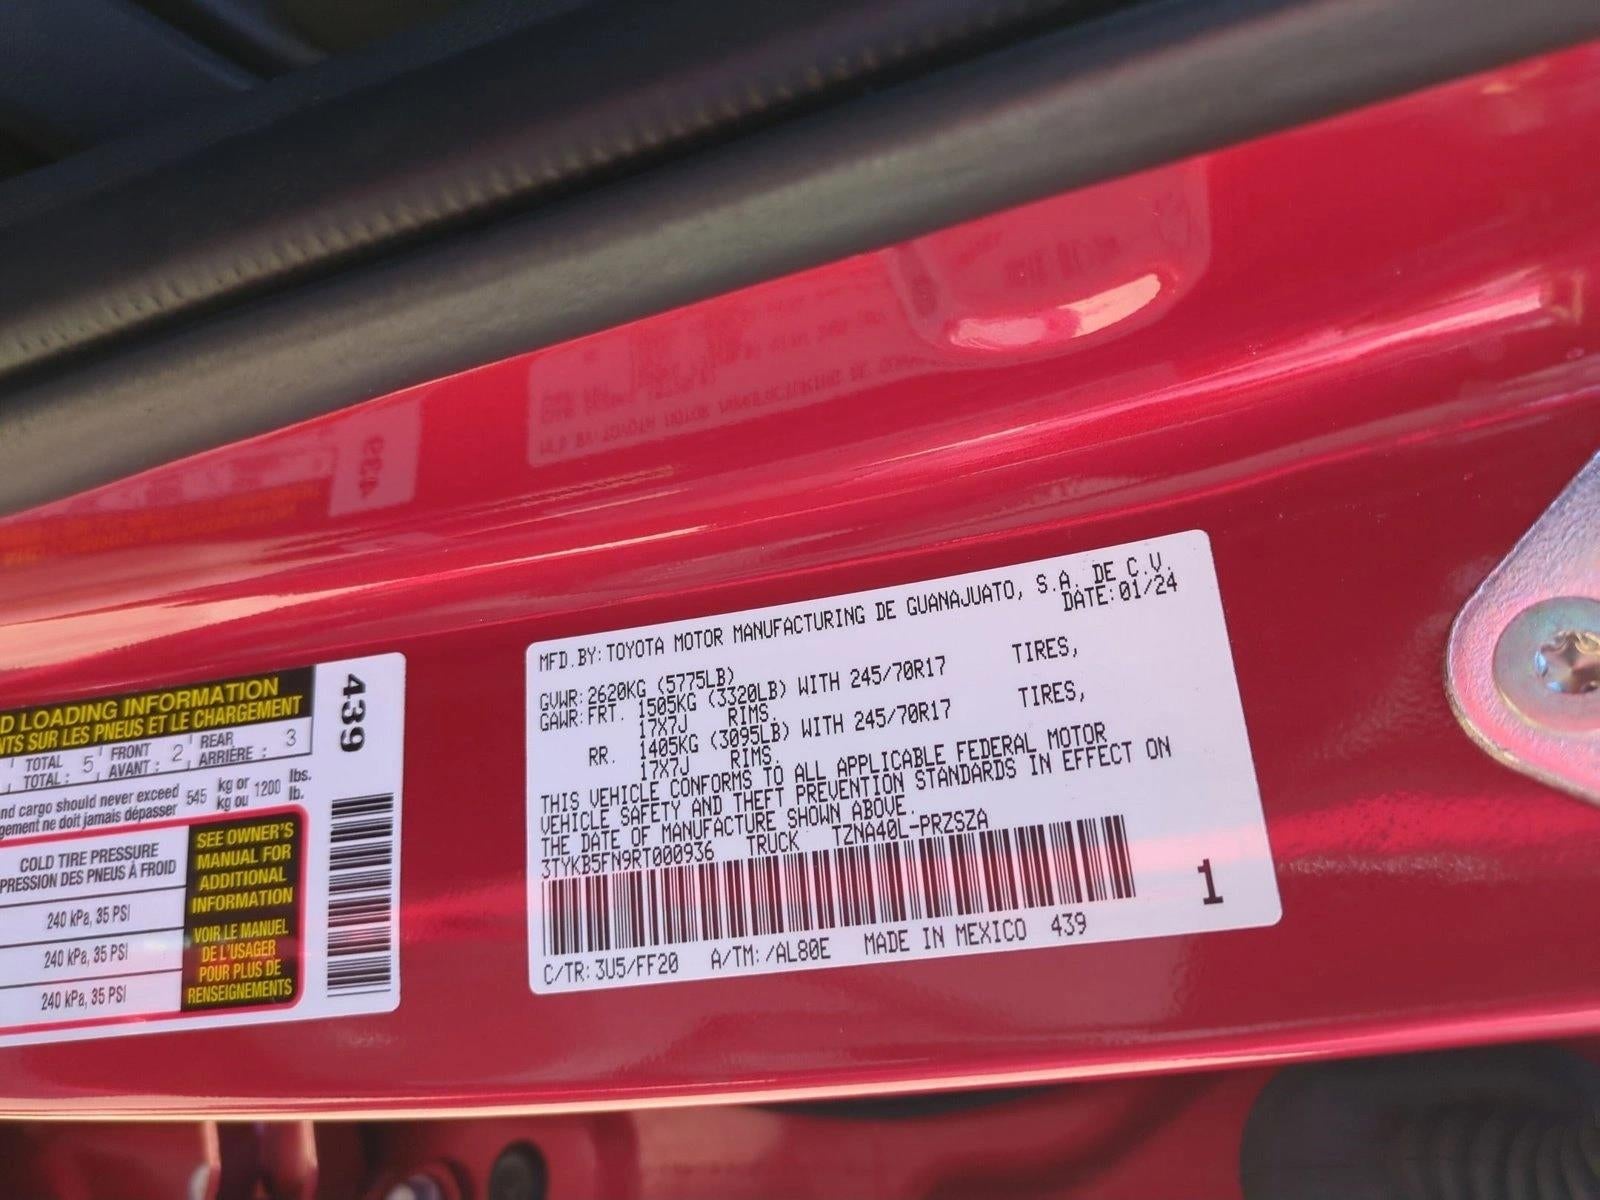 D LOADING INFORMATION
NTS SUR LES PNEUS ET LE CHARGEMENT
TOTAL 5 FRONT 2 REAR 3
TOTAL : AVANT : ARRIÈRE :
nd cargo should never exceed 545 kg or 1200 lbs.
gement ne doit jamais dépasser kg ou lb.
COLD TIRE PRESSURE
PRESSION DES PNEUS À FROID
240 kPa, 35 PSI
240 kPa, 35 PSI
240 kPa, 35 PSI
SEE OWNER'S
MANUAL FOR
ADDITIONAL
INFORMATION
VOIR LE MANUEL
DE L'USAGER
POUR PLUS DE
RENSEIGNEMENTS
439
MFD.BY:TOYOTA MOTOR MANUFACTURING DE GUANAJUATO, S.A. DE C.V.
DATE:01/24
GVWR:2620KG (5775LB)
GAWR:FRT. 1505KG (3320LB) WITH 245/70R17 TIRES,
17X7J RIMS.
RR. 1405KG (3095LB) WITH 245/70R17 TIRES,
17X7J RIMS.
THIS VEHICLE CONFORMS TO ALL APPLICABLE FEDERAL MOTOR
VEHICLE SAFETY AND THEFT PREVENTION STANDARDS IN EFFECT ON
THE DATE OF MANUFACTURE SHOWN ABOVE.
3TYKB5FN9RT000936 TRUCK TZNA40L-PRZSZA
1
C/TR:3U5/FF20 A/TM:/AL80E MADE IN MEXICO 439